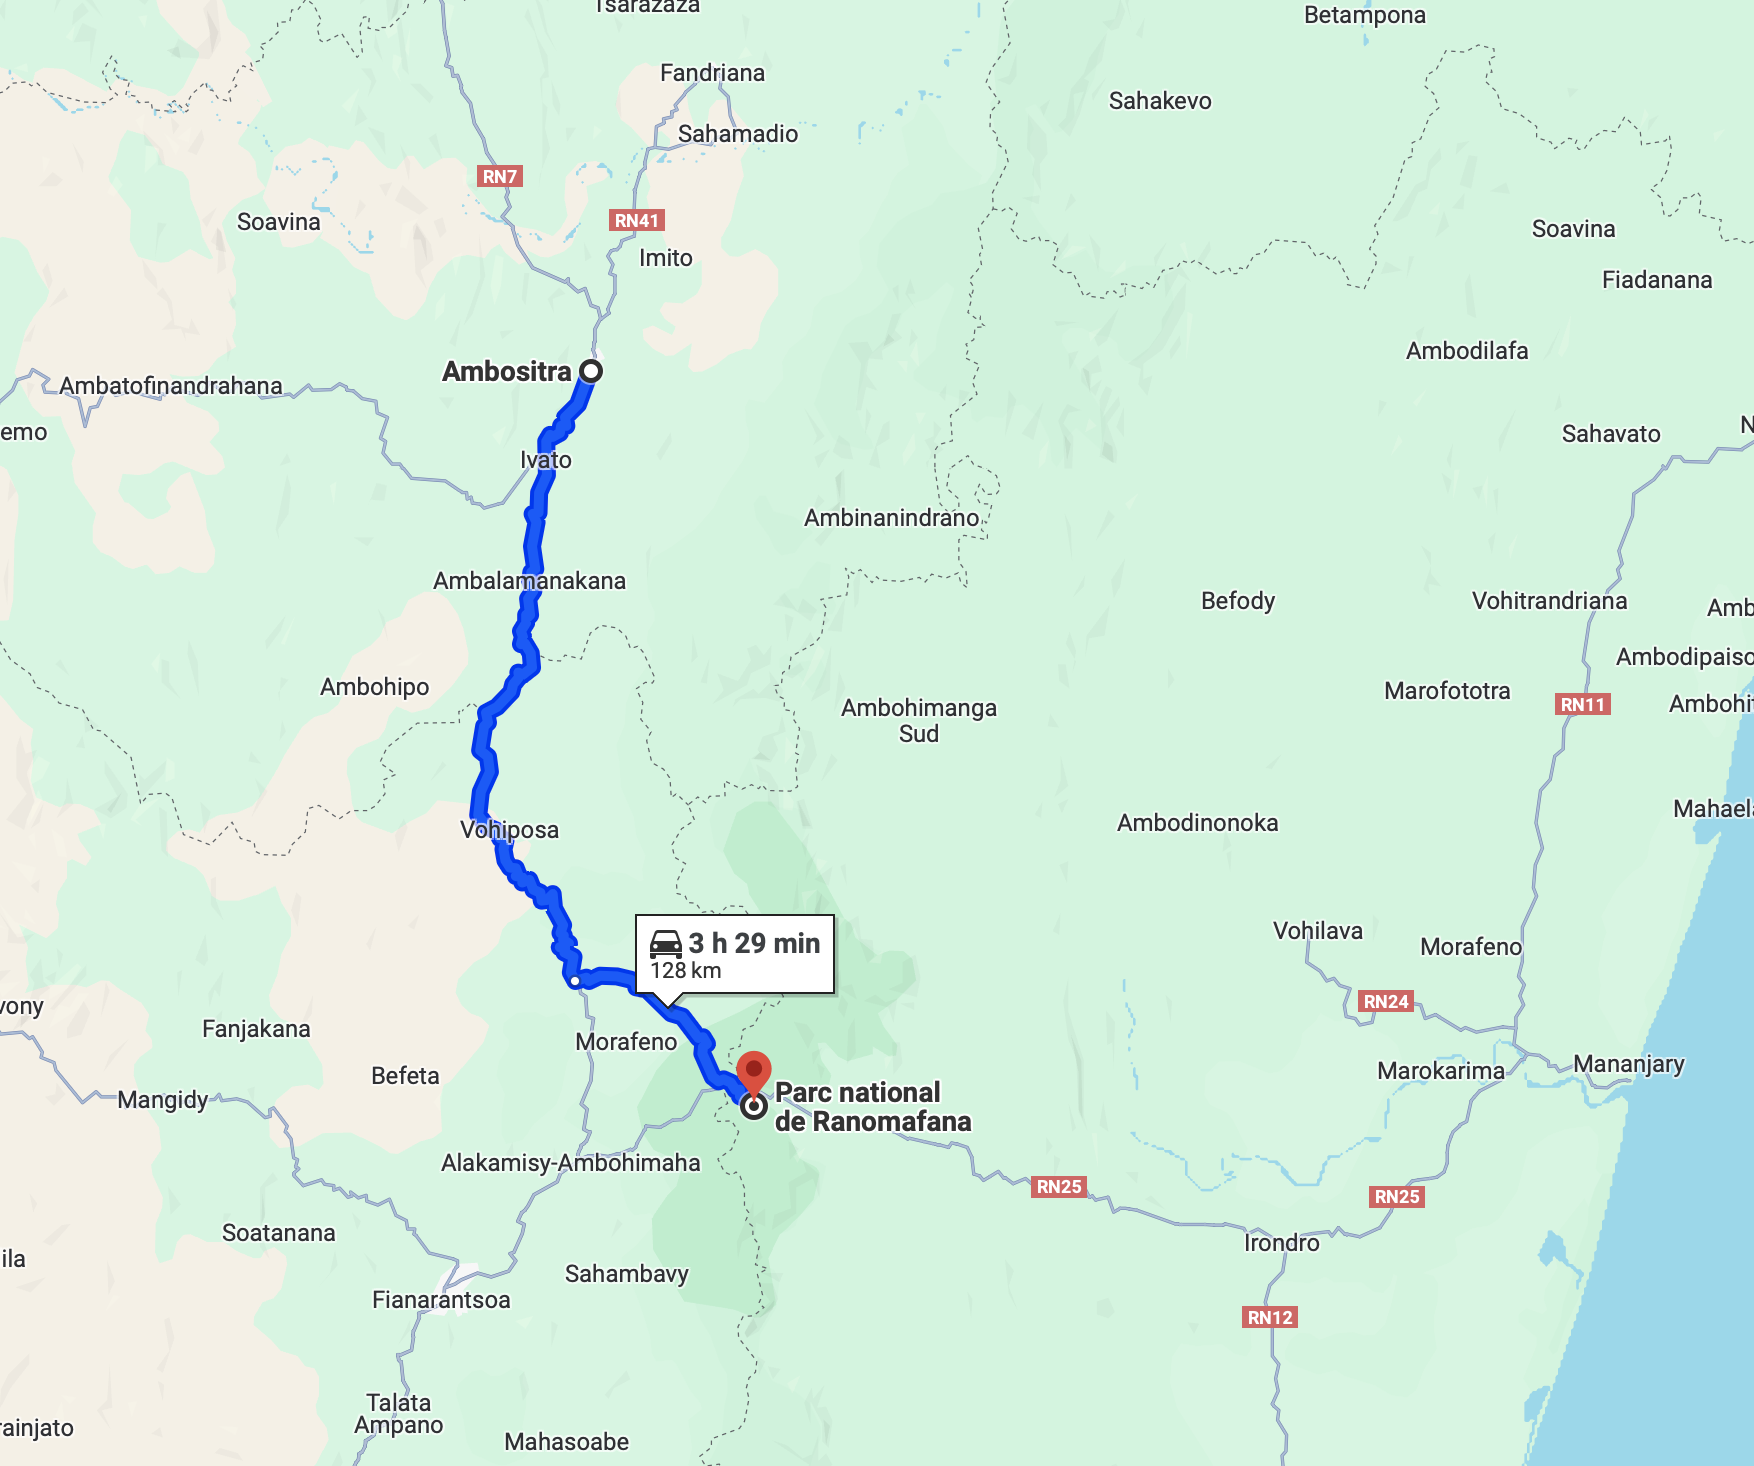 Tsarazaza
Betampona
Fandriana
Sahakevo
Sahamadio
RN7
RN41
Soavina
Soavina
Imito
Fiadanana
Ambodilafa
Ambositra
Ambatofinandrahana
emo
Sahavato
N
Ivato
Ambinanindrano
Ambalamanakana
Befody
Vohitrandriana
Amb
Ambodipaiso
Ambohipo
Marofototra
RN11
Ambohit
Ambohimanga
Sud
Mahaela
Vohiposa
Ambodinonoka
Vohilava
Morafeno
3 h 29 min
128 km
RN24
vony
Fanjakana
Morafeno
Befeta
Marokarima
Mananjary
Mangidy
Parc national
de Ranomafana
Alakamisy-Ambohimaha
RN25
RN25
Soatanana
Irondro
ila
Sahambavy
Fianarantsoa
RN12
Talata
Ampano
rainjato
Mahasoabe